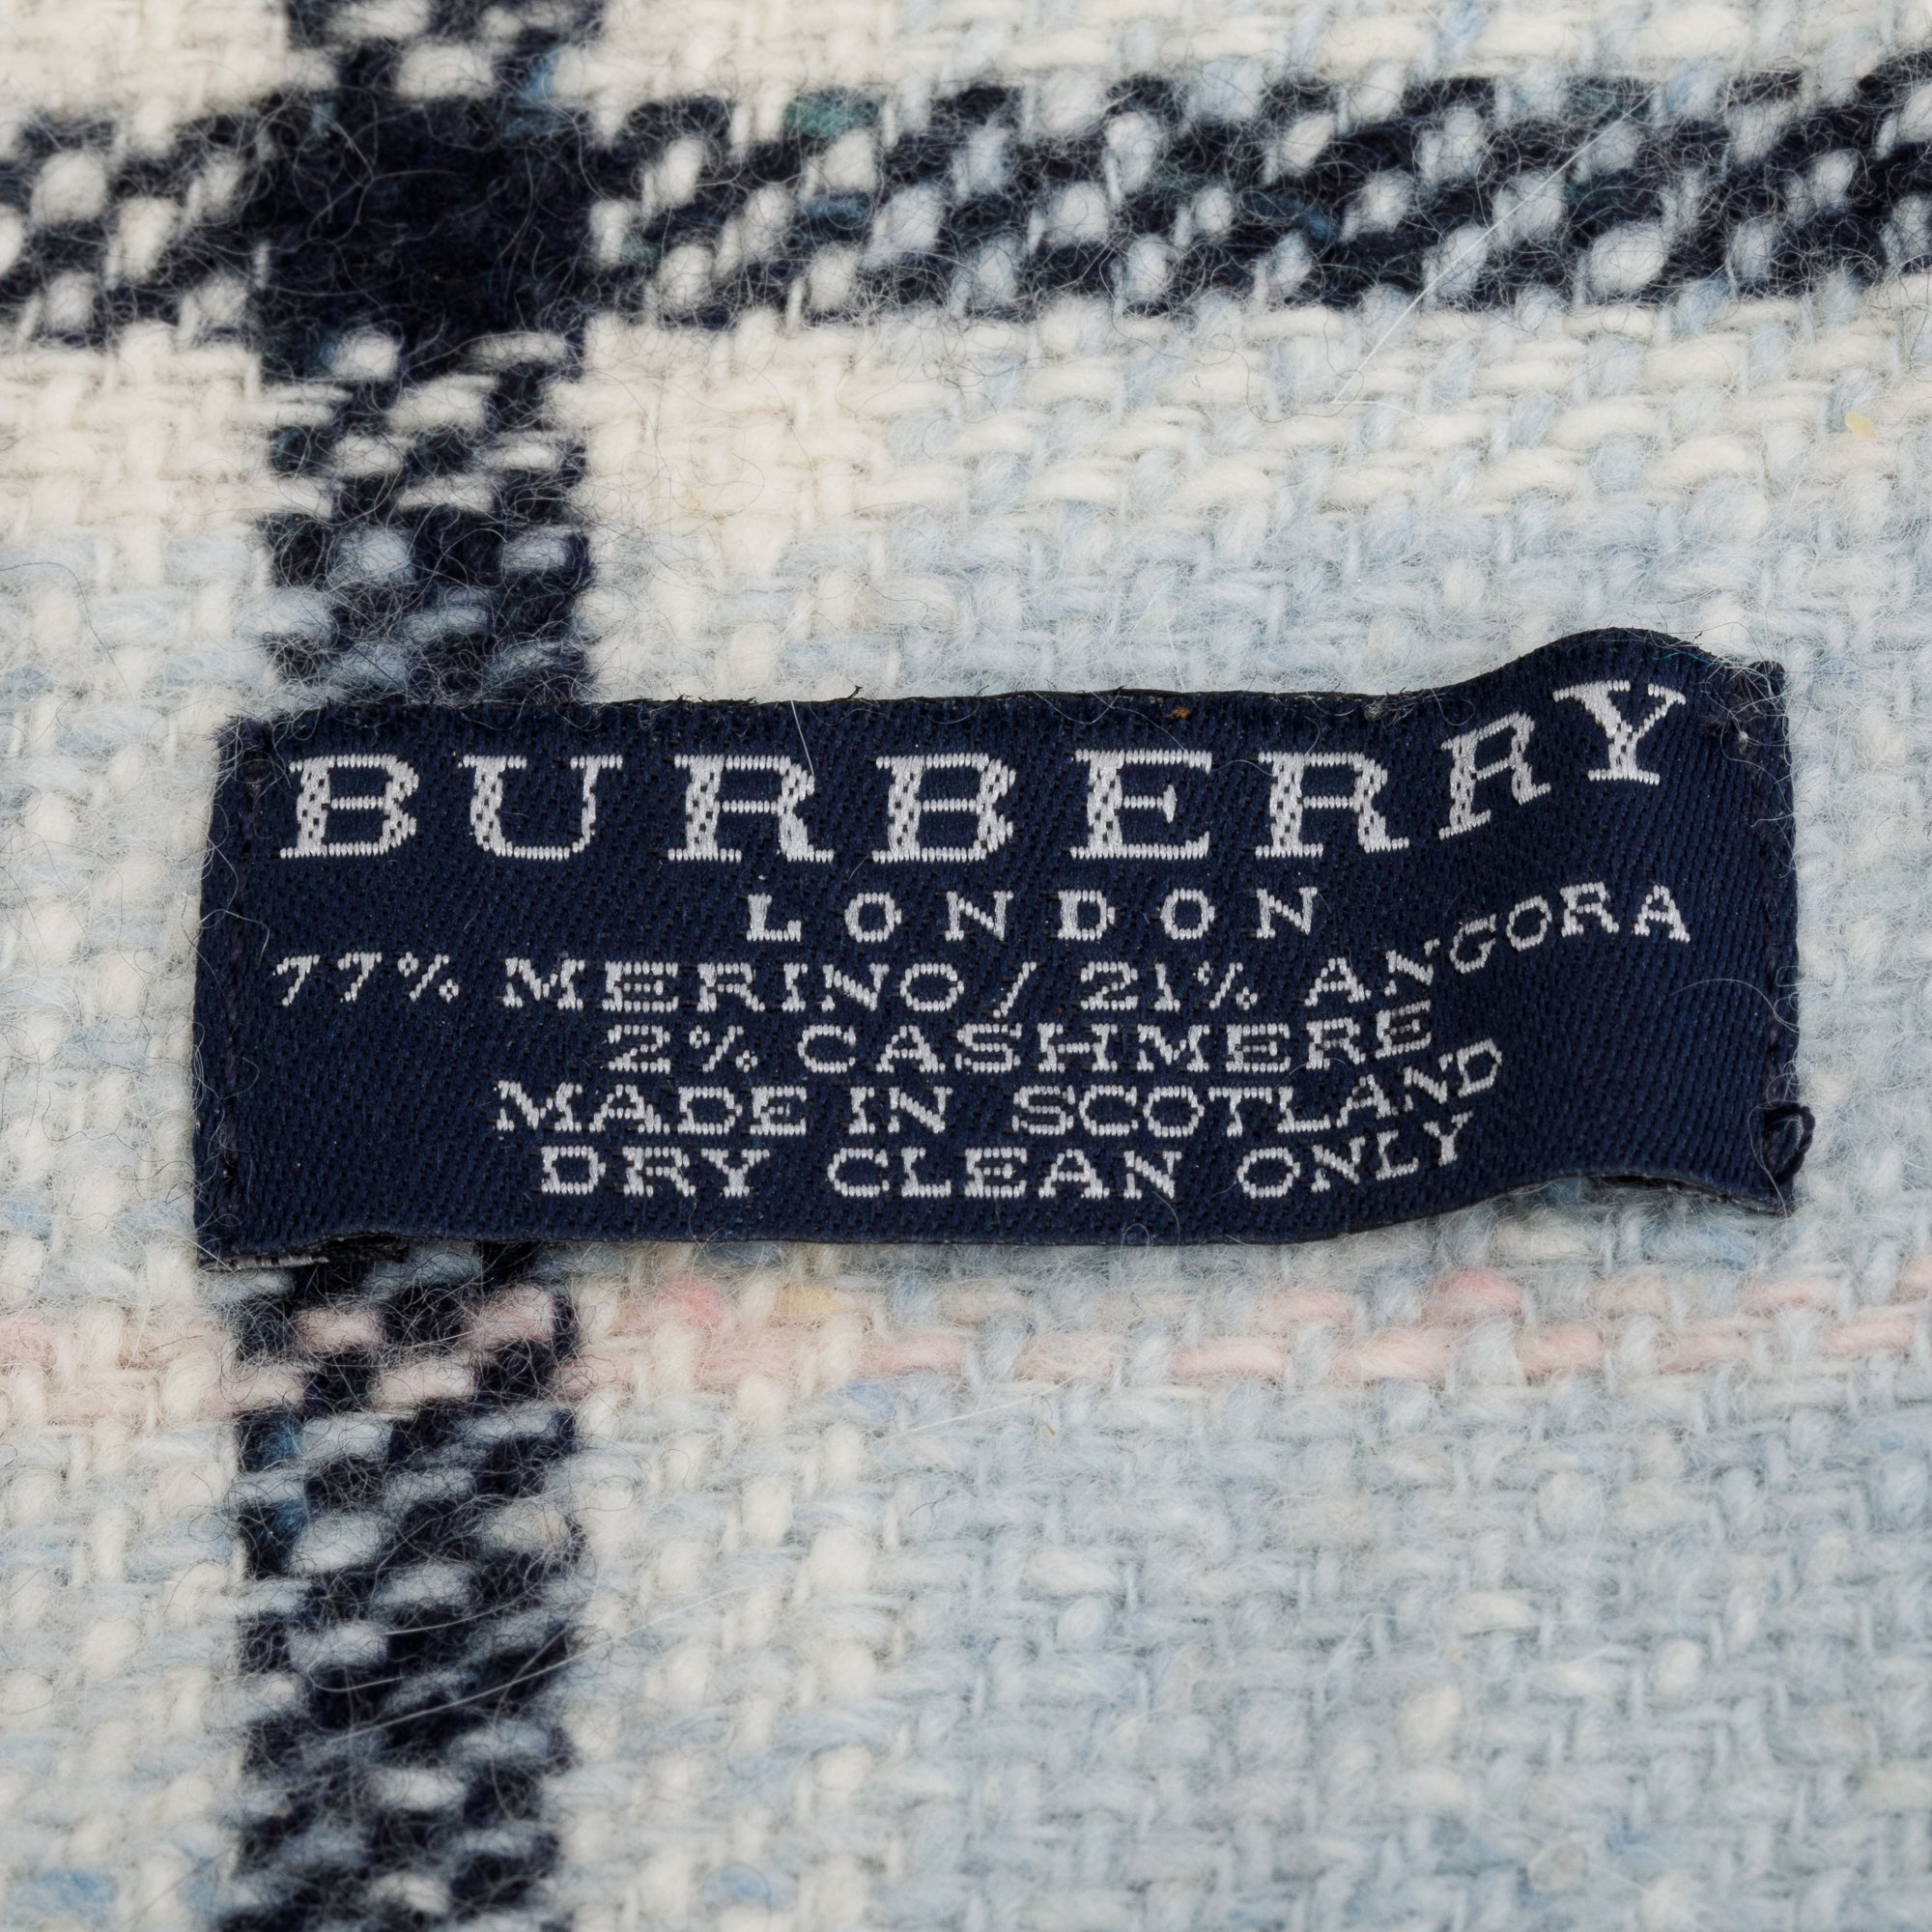 BURBERRY
LONDON
77% MERINO / 21% ANGORA
2% CASHMERE
MADE IN SCOTLAND
DRY CLEAN ONLY